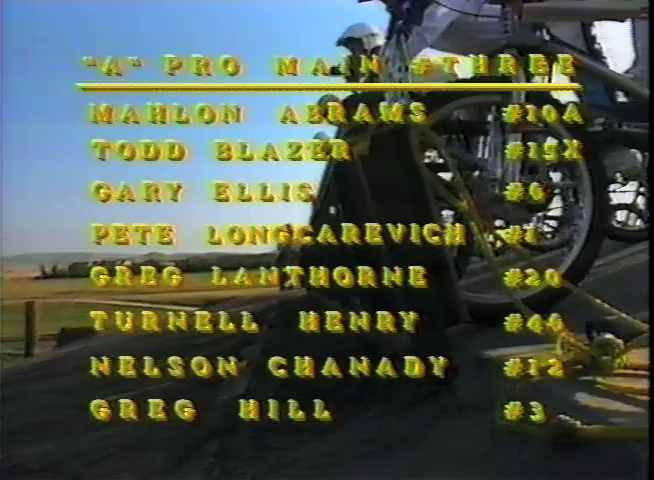 "A" PRO MAIN #THREE
MAHLON ABRAMS #10A
TODD BLAZER #15X
GARY ELLIS #6
PETE LONGCAREVICH #1
GREG LANTHORNE #20
TURNELL HENRY
NELSON CHANADY #12
GREG HILL #3